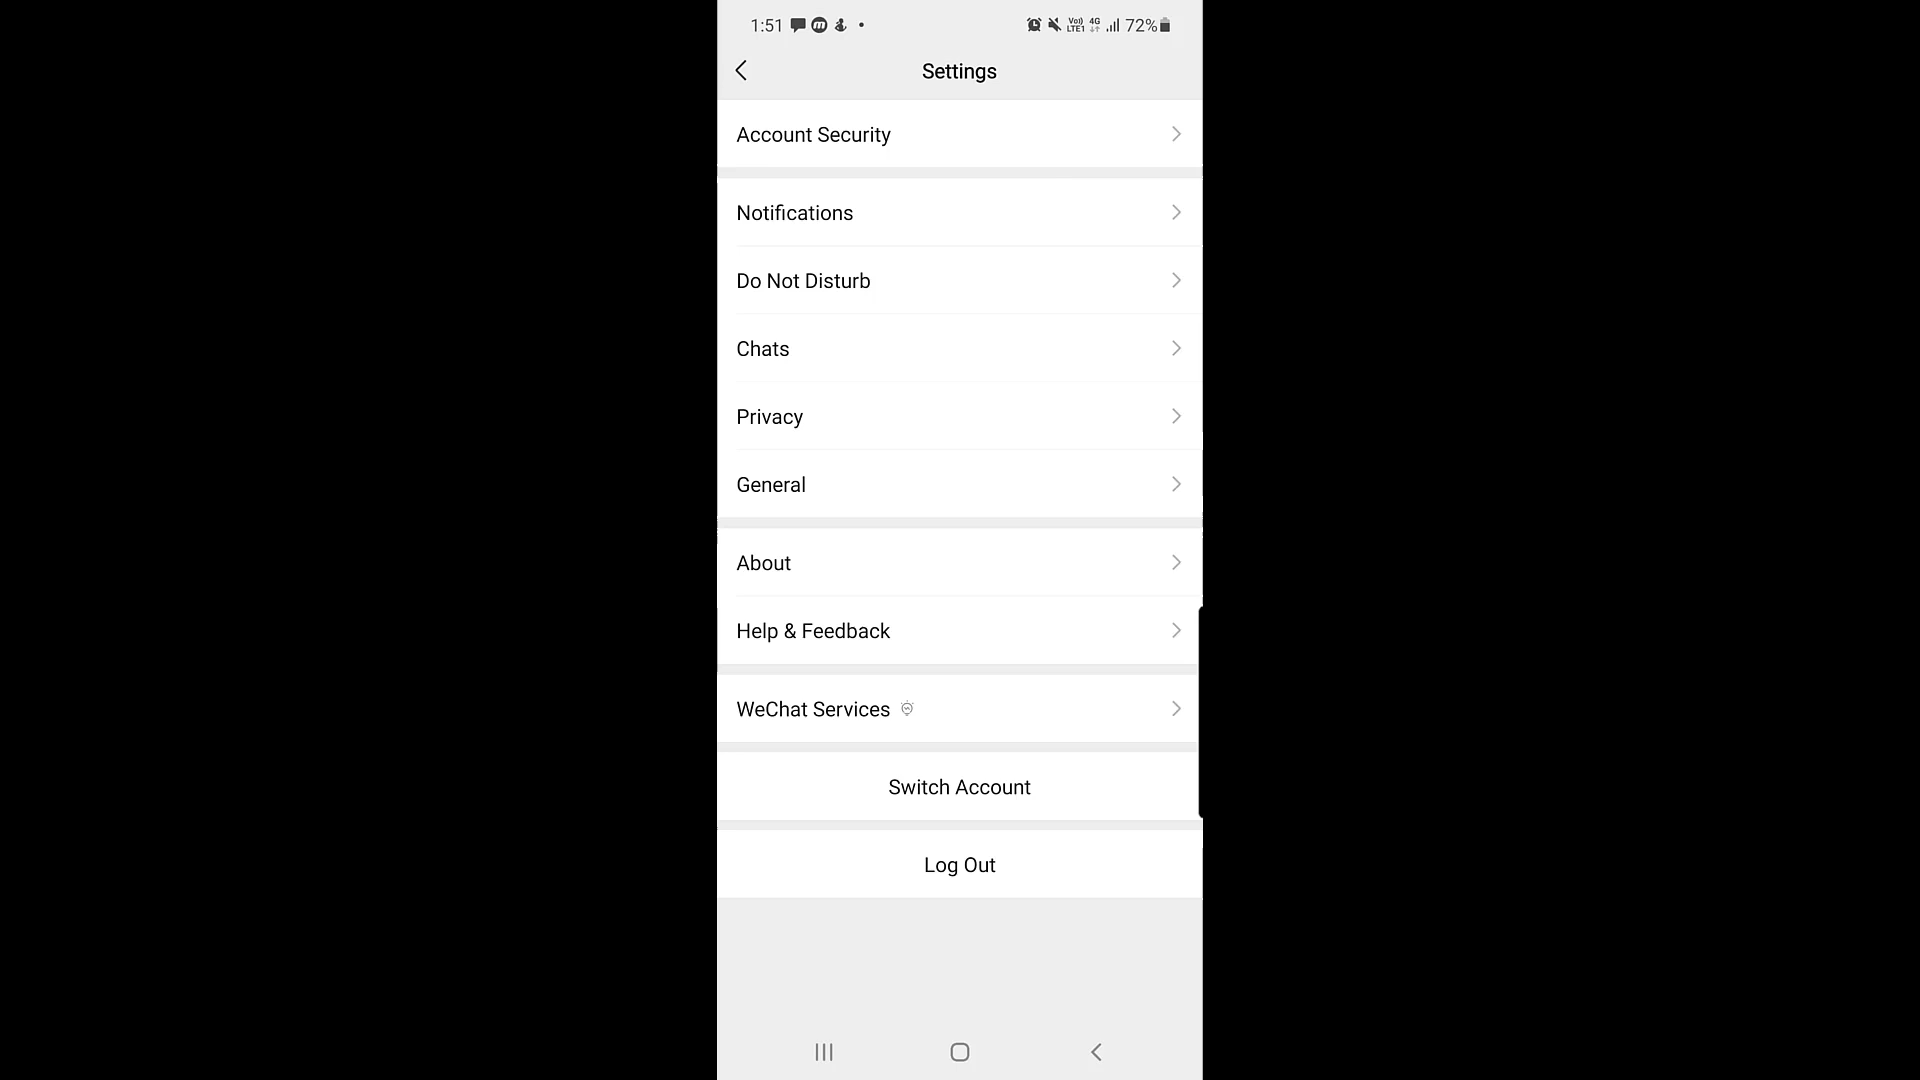 1:51 72%
Settings
Account Security
Notifications
Do Not Disturb
Chats
Privacy
General
About
Help & Feedback
WeChat Services
Switch Account
Log Out